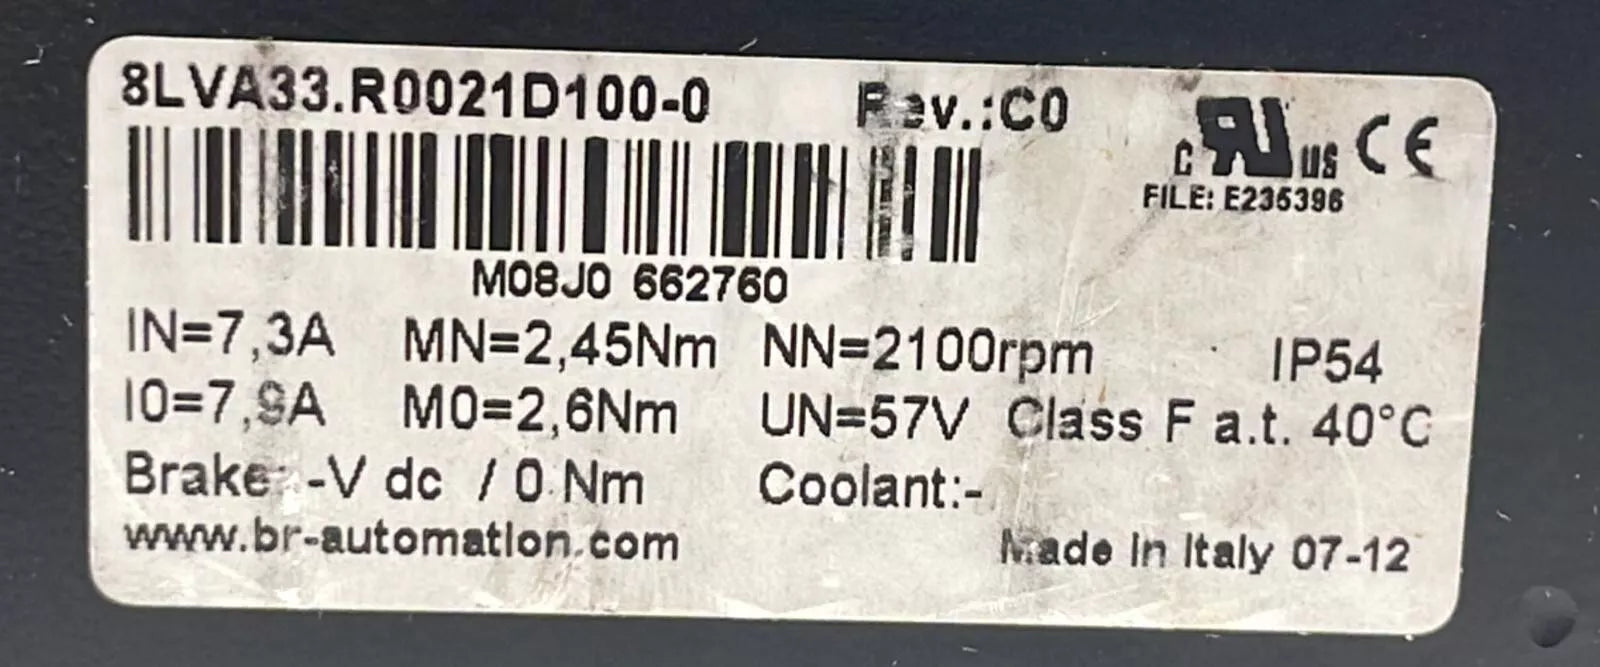 8LVA33.R0021D100-0 Rev.:C0
c RU us CE
FILE: E235396
M08J0 662760
IN=7,3A MN=2,45Nm NN=2100rpm IP54
I0=7,9A M0=2,6Nm UN=57V Class F a.t. 40°C
Brake: -V dc / 0 Nm Coolant:-
www.br-automation.com
Made in Italy 07-12